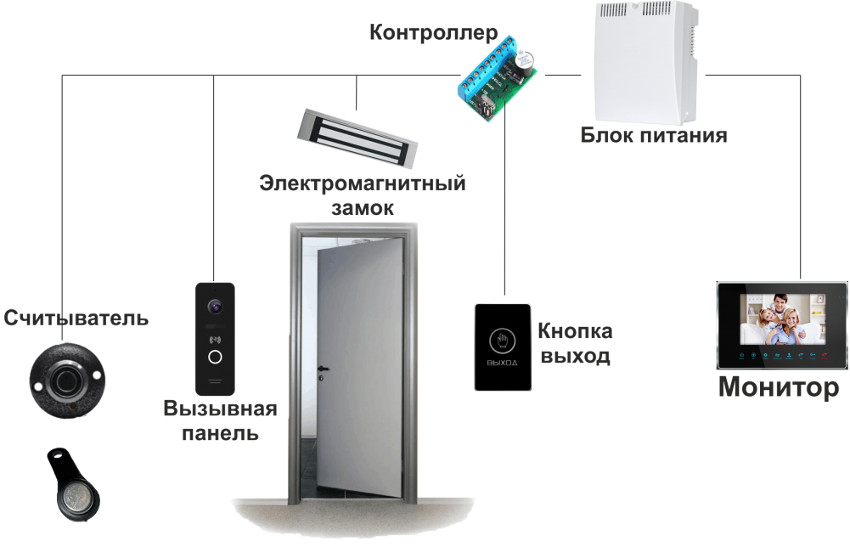 Контроллер
Блок питания
Электромагнитный
замок
Считыватель
Вызывная
панель
ВЫХОД
Кнопка
выход
Монитор